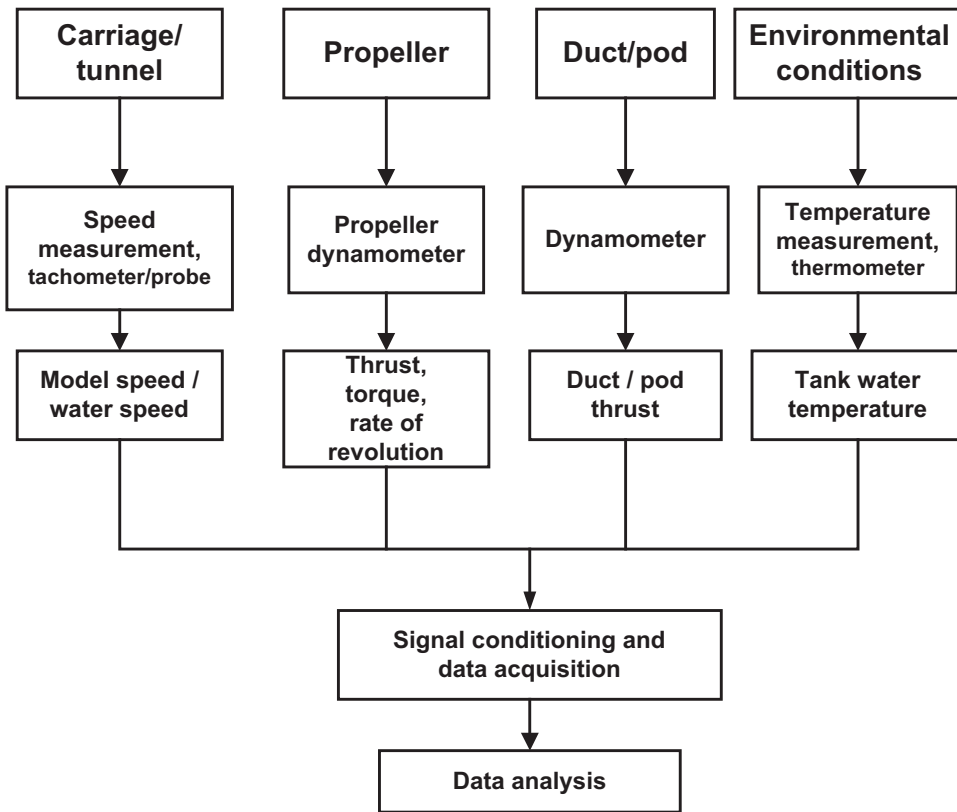 Carriage/
tunnel
Propeller
Duct/pod
Environmental
conditions
Speed
measurement,
tachometer/probe
Propeller
dynamometer
Dynamometer
Temperature
measurement,
thermometer
Model speed /
water speed
Thrust,
torque,
rate of
revolution
Duct / pod
thrust
Tank water
temperature
Signal conditioning and
data acquisition
Data analysis